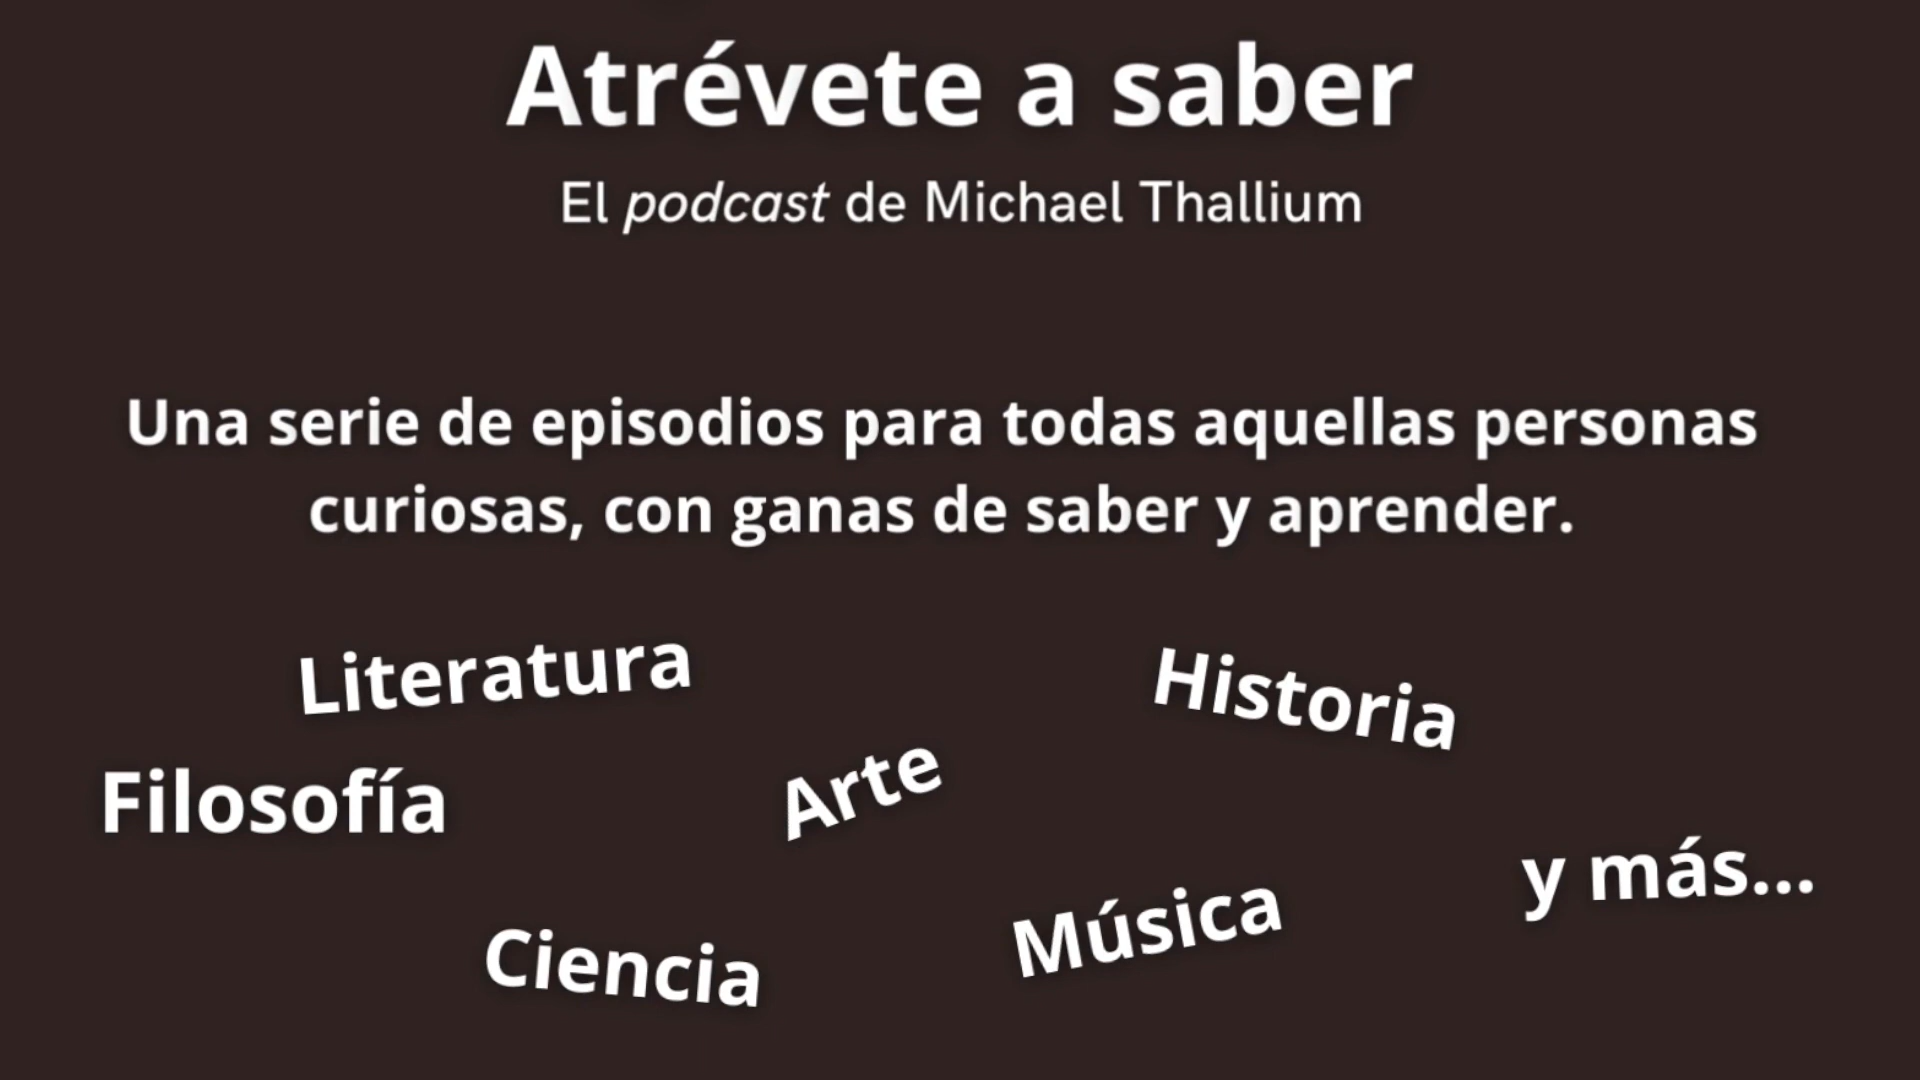 Atrévete a saber
El podcast de Michael Thallium
Una serie de episodios para todas aquellas personas
curiosas, con ganas de saber y aprender.
Literatura
Historia
Filosofía
Arte
y más...
Ciencia
Música